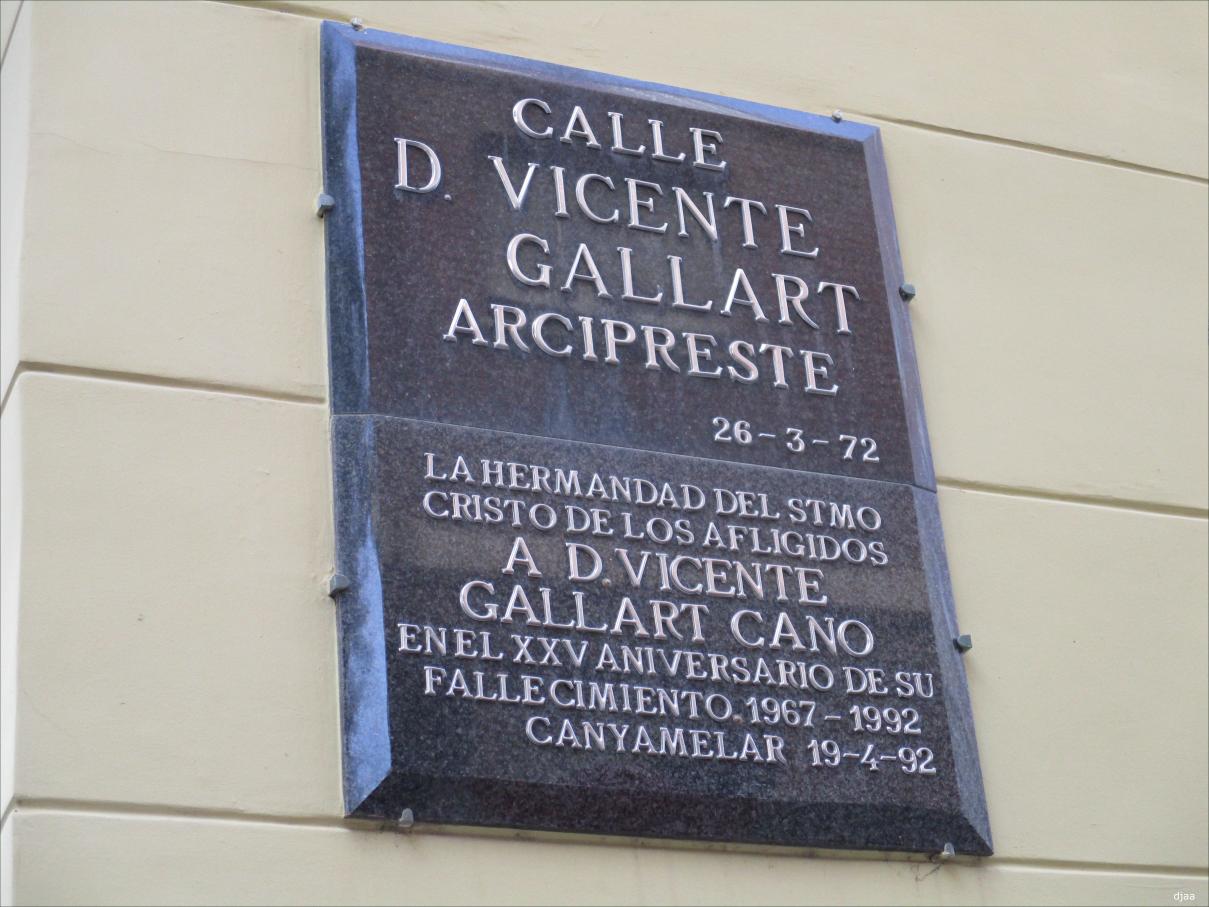 CALLE
D. VICENTE
GALLART
ARCIPRESTE
26-3-72
LA HERMANDAD DEL STMO
CRISTO DE LOS AFLIGIDOS
A D. VICENTE
GALLART CANO
EN EL XXV ANIVERSARIO DE SU
FALLECIMIENTO. 1967-1992
CANYAMELAR 19-4-92
djaa